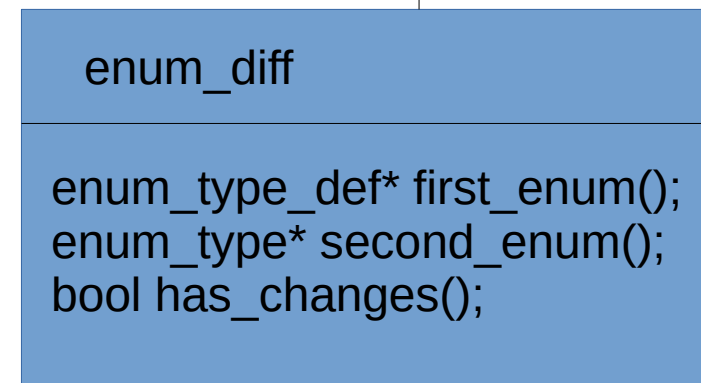 enum_diff
enum_type_def* first_enum();
enum_type* second_enum();
bool has_changes();